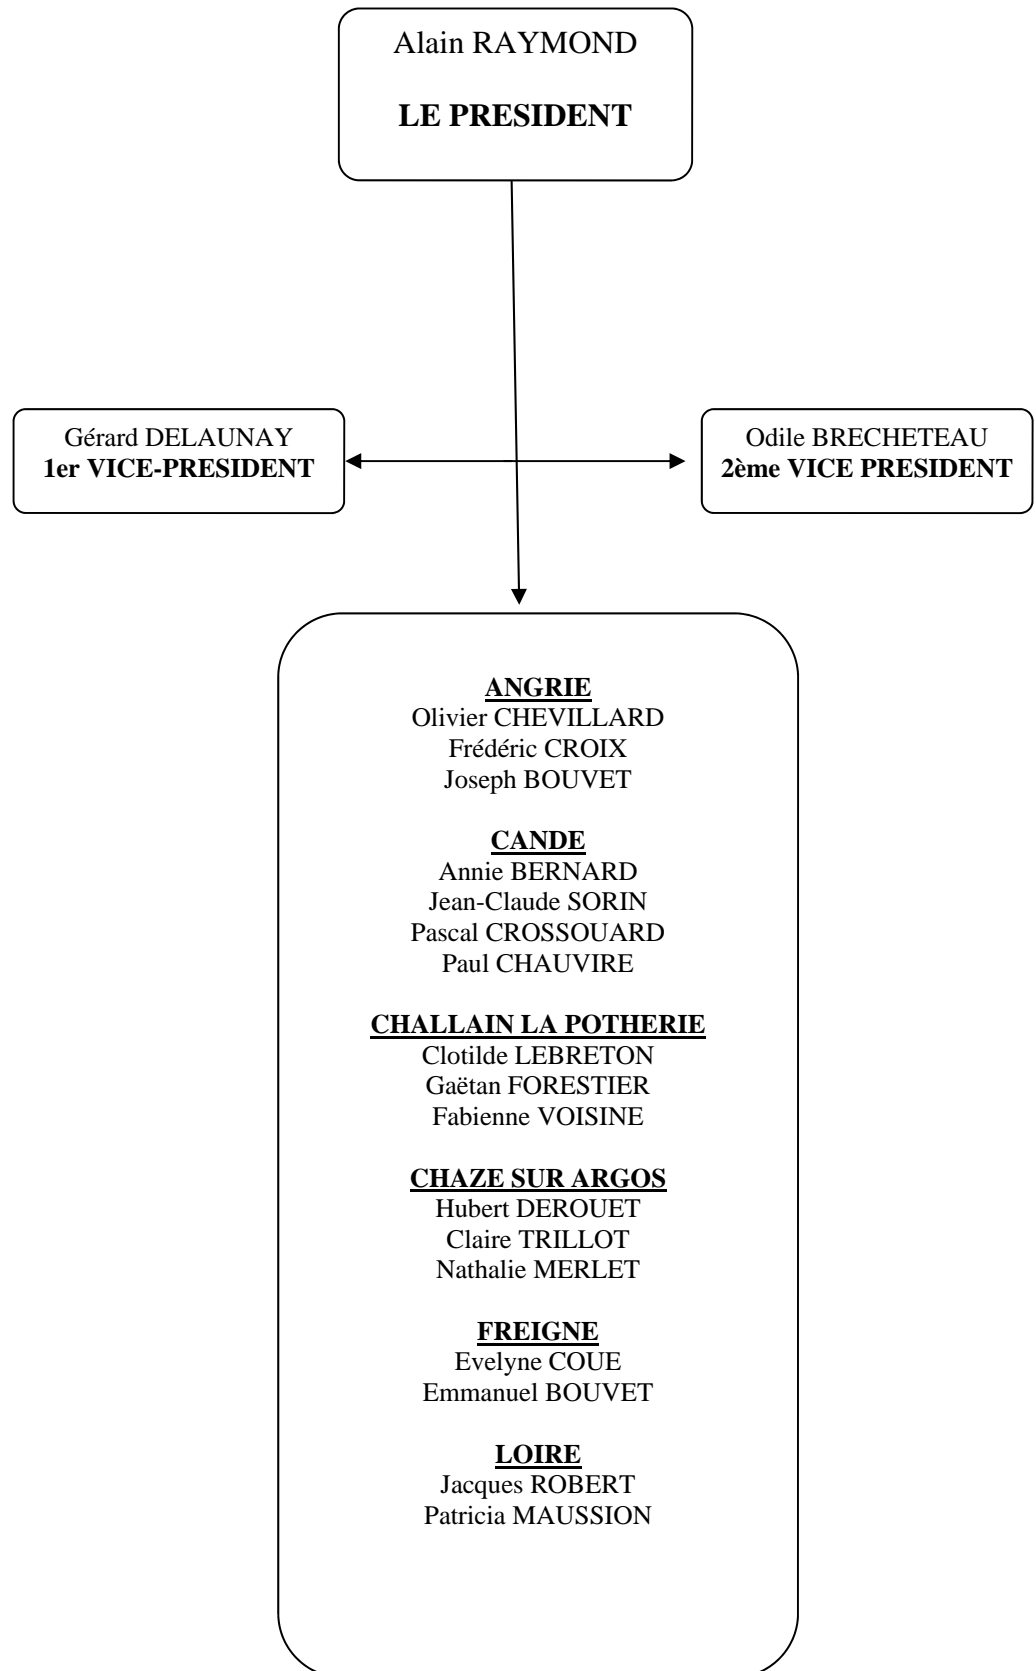 Alain RAYMOND
LE PRESIDENT
Gérard DELAUNAY
1er VICE-PRESIDENT
Odile BRECHETEAU
2ème VICE PRESIDENT
ANGRIE
Olivier CHEVILLARD
Frédéric CROIX
Joseph BOUVET
CANDE
Annie BERNARD
Jean-Claude SORIN
Pascal CROSSOUARD
Paul CHAUVIRE
CHALLAIN LA POTHERIE
Clotilde LEBRETON
Gaëtan FORESTIER
Fabienne VOISINE
CHAZE SUR ARGOS
Hubert DEROUET
Claire TRILLOT
Nathalie MERLET
FREIGNE
Evelyne COUE
Emmanuel BOUVET
LOIRE
Jacques ROBERT
Patricia MAUSSION